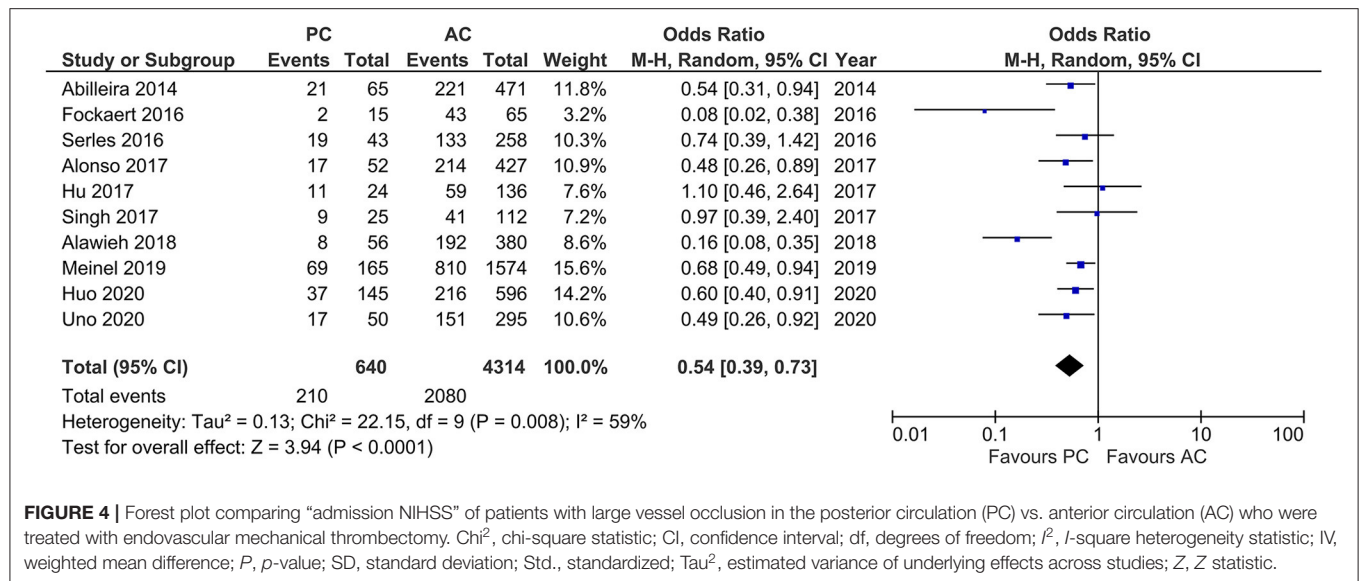 PC AC Odds Ratio Odds Ratio
Study or Subgroup Events Total Events Total Weight M-H, Random, 95% CI Year M-H, Random, 95% CI
Abilleira 2014 21 65 221 471 11.8% 0.54 [0.31, 0.94] 2014
Fockaert 2016 2 15 43 65 3.2% 0.08 [0.02, 0.38] 2016
Serles 2016 19 43 133 258 10.3% 0.74 [0.39, 1.42] 2016
Alonso 2017 17 52 214 427 10.9% 0.48 [0.26, 0.89] 2017
Hu 2017 11 24 59 136 7.6% 1.10 [0.46, 2.64] 2017
Singh 2017 9 25 41 112 7.2% 0.97 [0.39, 2.40] 2017
Alawieh 2018 8 56 192 380 8.6% 0.16 [0.08, 0.35] 2018
Meinel 2019 69 165 810 1574 15.6% 0.68 [0.49, 0.94] 2019
Huo 2020 37 145 216 596 14.2% 0.60 [0.40, 0.91] 2020
Uno 2020 17 50 151 295 10.6% 0.49 [0.26, 0.92] 2020
Total (95% CI) 640 4314 100.0% 0.54 [0.39, 0.73]
Total events 210 2080
Heterogeneity: Tau² = 0.13; Chi² = 22.15, df = 9 (P = 0.008); I² = 59%
Test for overall effect: Z = 3.94 (P < 0.0001)
0.01 0.1 1 10 100
Favours PC Favours AC
FIGURE 4 | Forest plot comparing “admission NIHSS” of patients with large vessel occlusion in the posterior circulation (PC) vs. anterior circulation (AC) who were
treated with endovascular mechanical thrombectomy. Chi², chi-square statistic; CI, confidence interval; df, degrees of freedom; I², I-square heterogeneity statistic; IV,
weighted mean difference; P, p-value; SD, standard deviation; Std., standardized; Tau², estimated variance of underlying effects across studies; Z, Z statistic.